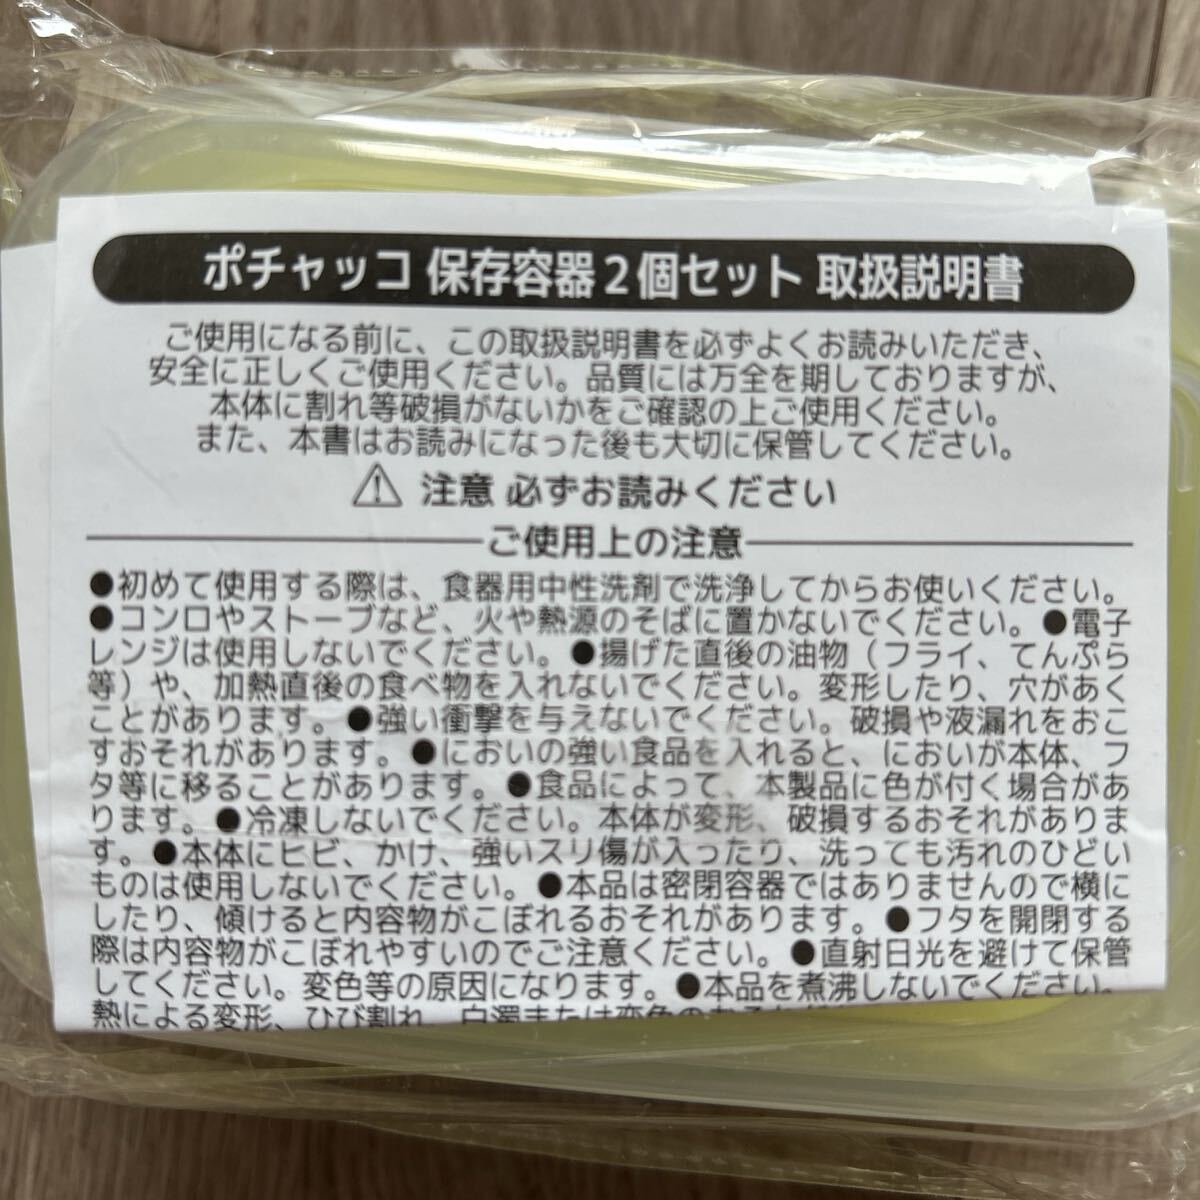 ポチャッコ 保存容器2個セット 取扱説明書
ご使用になる前に、この取扱説明書を必ずよくお読みいただき、
安全に正しくご使用ください。品質には万全を期しておりますが、
本体に割れ等破損がないかをご確認の上ご使用ください。
また、本書はお読みになった後も大切に保管してください。
⚠ 注意 必ずお読みください
ご使用上の注意
●初めて使用する際は、食器用中性洗剤で洗浄してからお使いください。
●コンロやストーブなど、火や熱源のそばに置かないでください。●電子
レンジは使用しないでください。●揚げた直後の油物（フライ、てんぷら
等）や、加熱直後の食べ物を入れないでください。変形したり、穴があく
ことがあります。●強い衝撃を与えないでください。破損や液漏れをおこ
すおそれがあります。●においの強い食品を入れると、においが本体、フ
タ等に移ることがあります。●食品によって、本製品に色が付く場合があ
ります。●冷凍しないでください。本体が変形、破損するおそれがありま
す。●本体にヒビ、かけ、強いスリ傷が入ったり、洗っても汚れのひどい
ものは使用しないでください。●本品は密閉容器ではありませんので横に
したり、傾けると内容物がこぼれるおそれがあります。●フタを開閉する
際は内容物がこぼれやすいのでご注意ください。●直射日光を避けて保管
してください。変色等の原因になります。●本品を煮沸しないでください。
熱による変形、ひび割れ、白濁または変色のおそれ